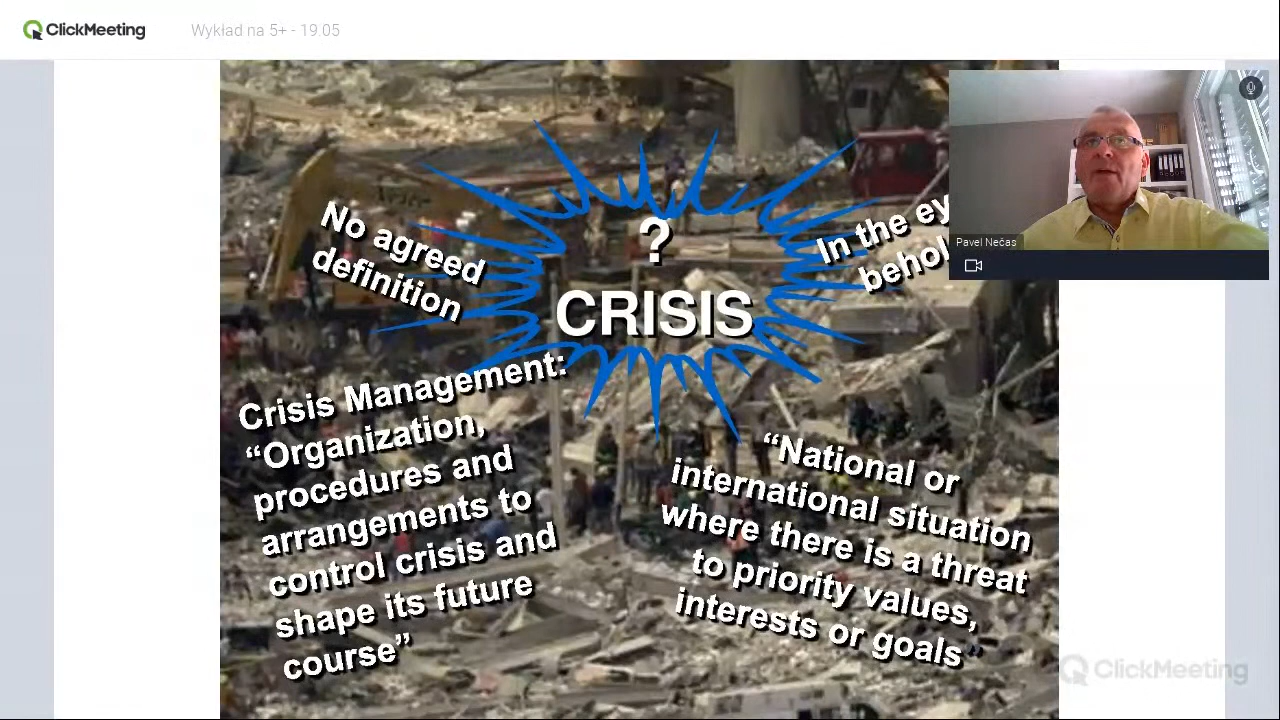 ClickMeeting
Wykład na 5+ - 19.05
No agreed
definition
?
CRISIS
In the
Pavel Nečas
Crisis Management:
“Organization,
procedures and
arrangements to
control crisis and
shape its future
course”
“National or
international situation
where there is a threat
to priority values,
interests or goals”
ClickMeeting